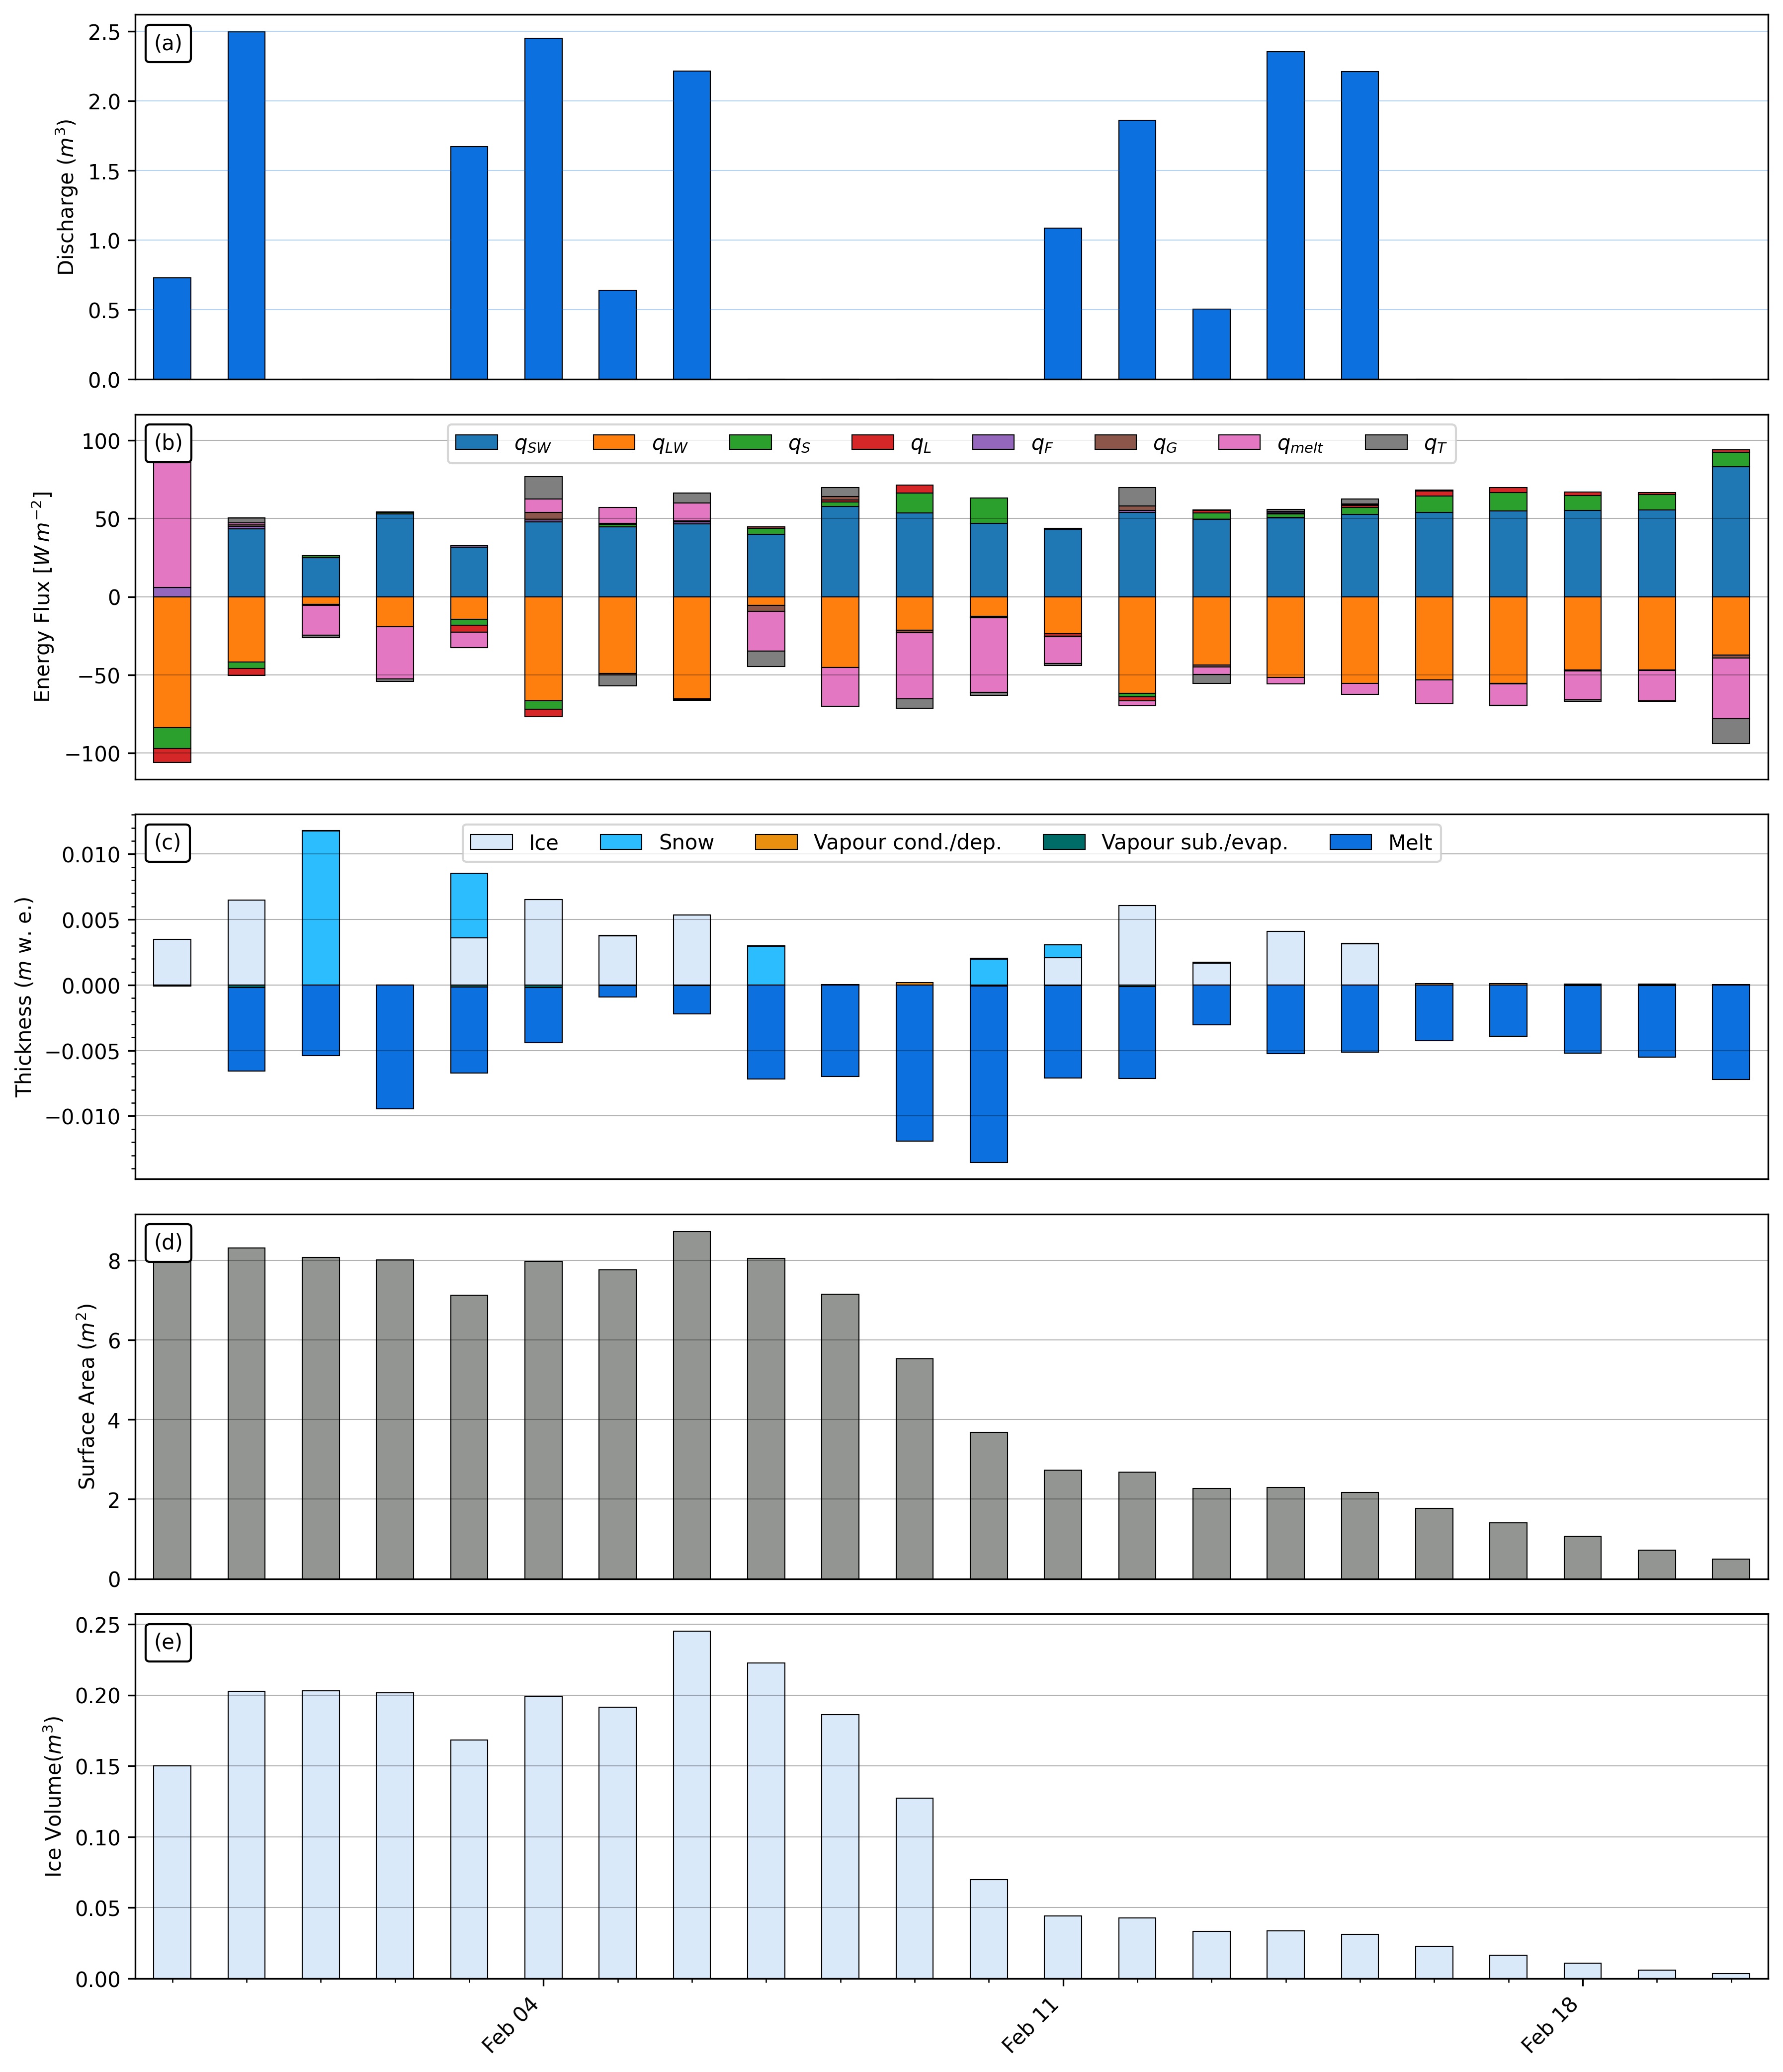 (a)
Discharge (m³)
2.5
2.0
1.5
1.0
0.5
0.0
(b)
q_SW q_LW q_S q_L q_F q_G q_melt q_T
Energy Flux [W m⁻²]
100
50
0
−50
−100
(c)
Ice Snow Vapour cond./dep. Vapour sub./evap. Melt
Thickness (m w. e.)
0.010
0.005
0.000
−0.005
−0.010
(d)
Surface Area (m²)
8
6
4
2
0
(e)
Ice Volume(m³)
0.25
0.20
0.15
0.10
0.05
0.00
Feb 04 Feb 11 Feb 18